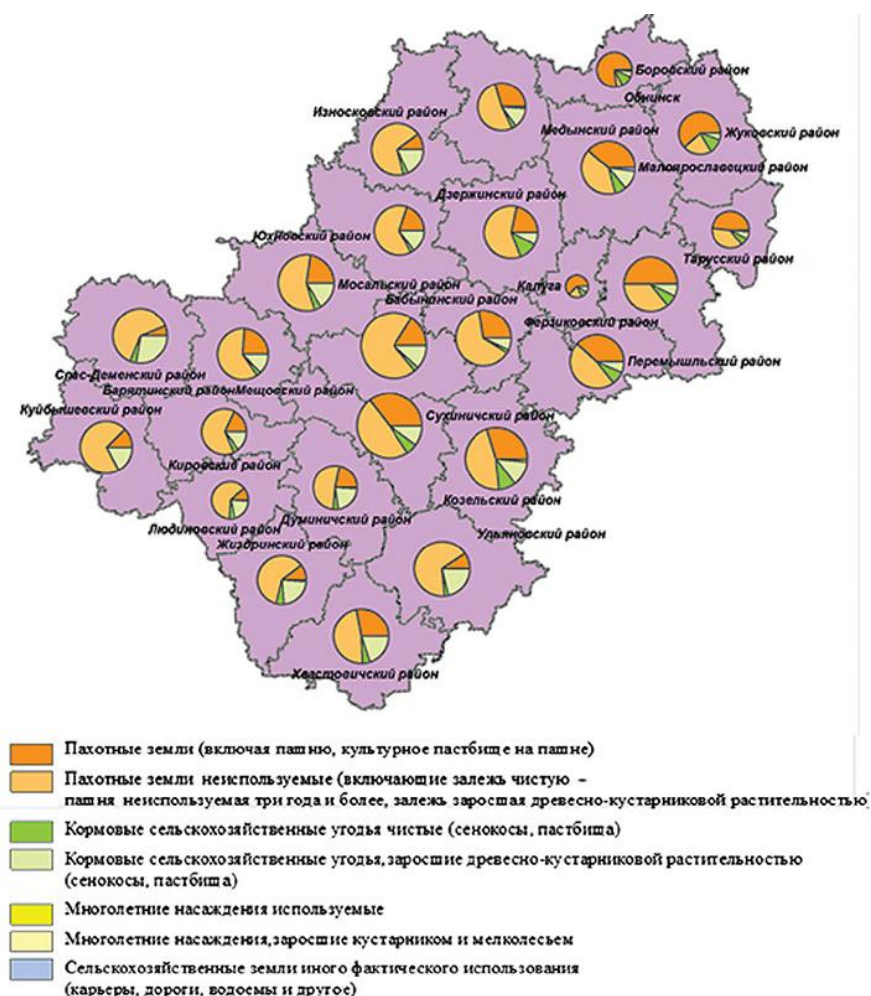 Боровский район
Обнинск
Износковский район
Медынский район
Жуковский район
Малоярославецкий район
Дзержинский район
Юхновский район
Тарусский район
Мосальский район
Калуга
Бабынинский район
Ферзиковский район
Перемышльский район
Спас-Деменский район
Барятинский район
Мещовский район
Куйбышевский район
Сухиничский район
Кировский район
Козельский район
Думиничский район
Людиновский район
Ульяновский район
Жиздринский район
Хвастовичский район
Пахотные земли (включая пашню, культурное пастбище на пашне)
Пахотные земли неиспользуемые (включающие залежь чистую –
пашня неиспользуемая три года и более, залежь заросшая древесно-кустарниковой растительностью)
Кормовые сельскохозяйственные угодья чистые (сенокосы, пастбища)
Кормовые сельскохозяйственные угодья, заросшие древесно-кустарниковой растительностью
(сенокосы, пастбища)
Многолетние насаждения используемые
Многолетние насаждения, заросшие кустарником и мелколесьем
Сельскохозяйственные земли иного фактического использования
(карьеры, дороги, водоемы и другое)